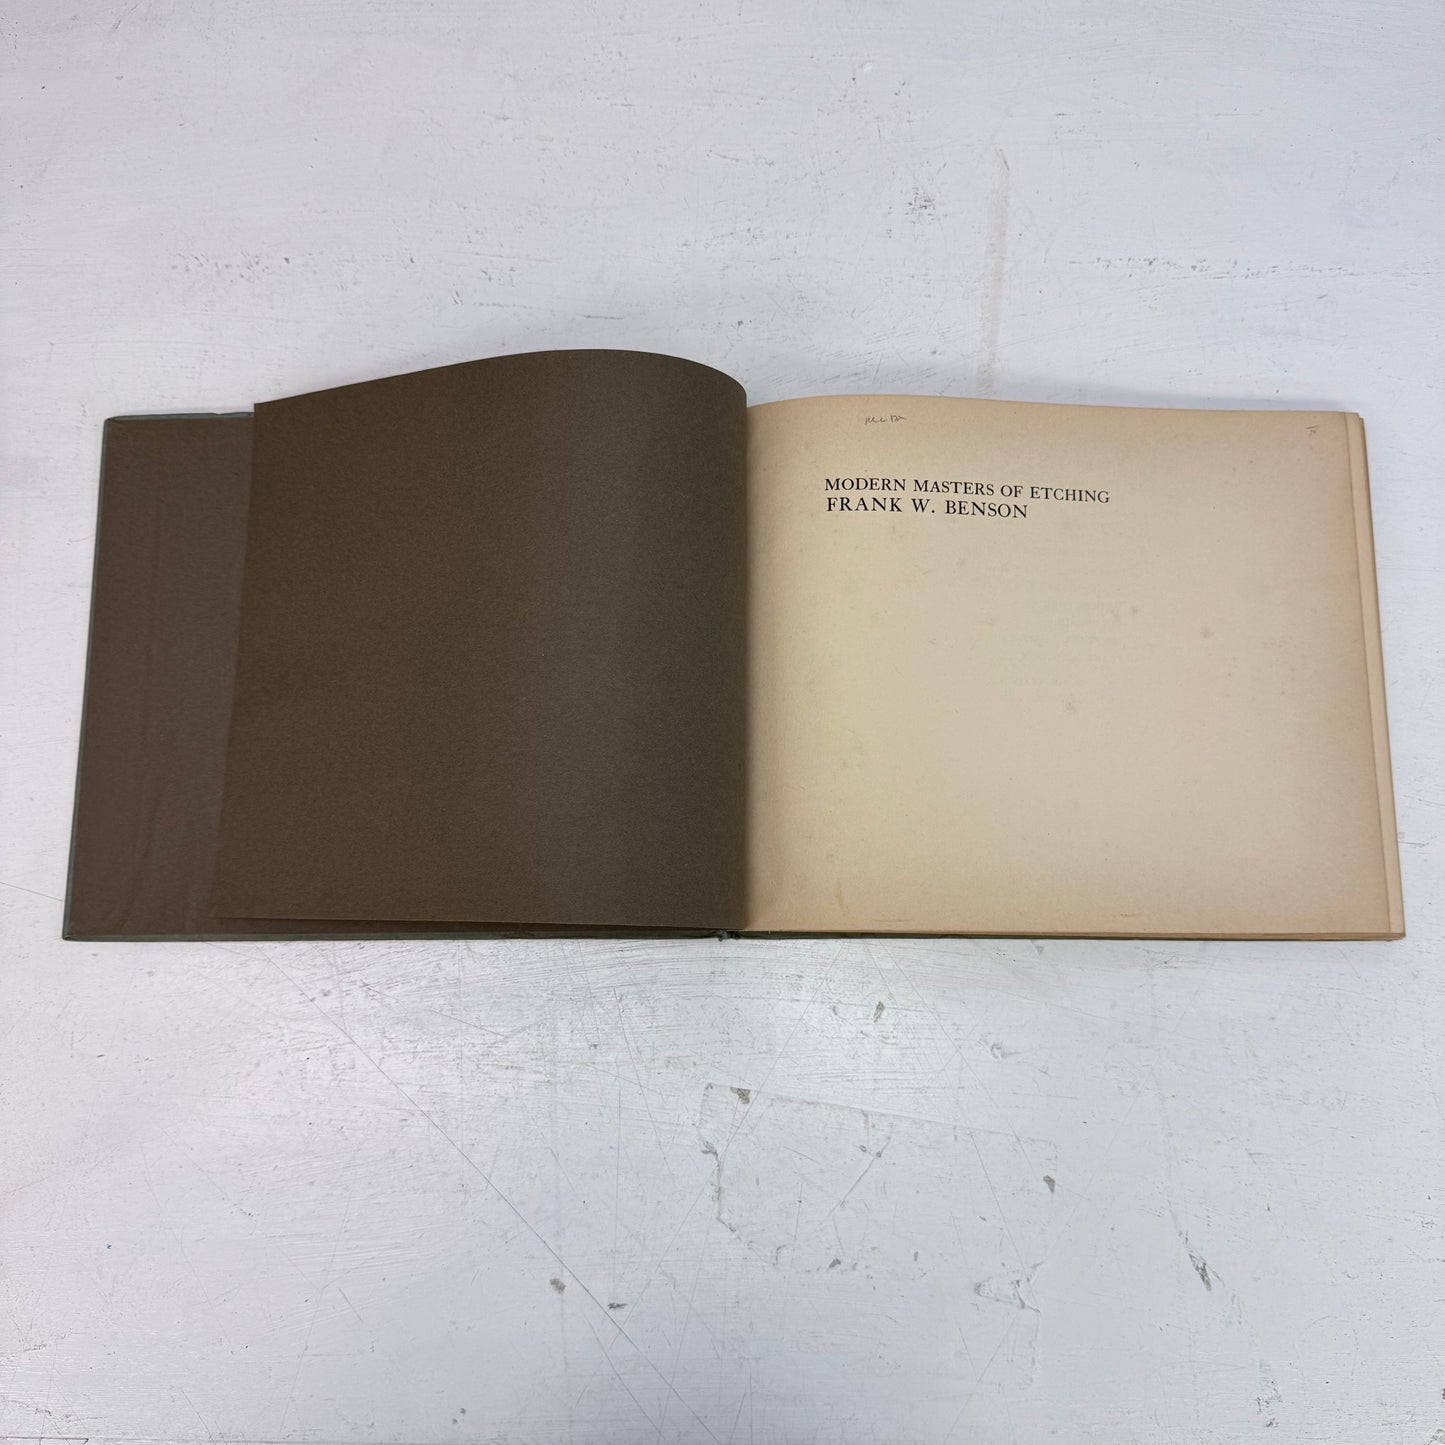 MODERN MASTERS OF ETCHING
FRANK W. BENSON